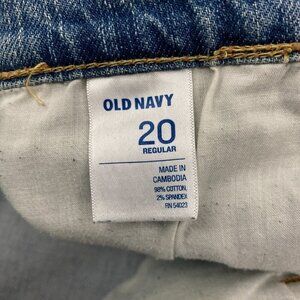 OLD NAVY
20
REGULAR
MADE IN
CAMBODIA
98% COTTON,
2% SPANDEX
RN 54023